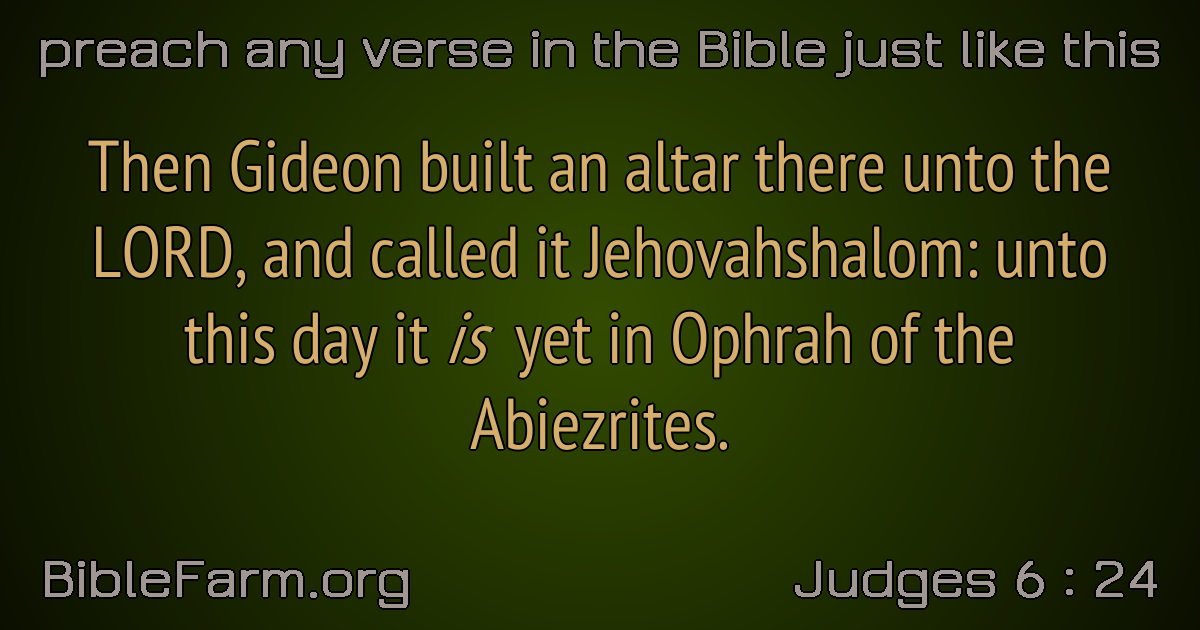 preach any verse in the Bible just like this
Then Gideon built an altar there unto the
LORD, and called it Jehovahshalom: unto
this day it is yet in Ophrah of the
Abiezrites.
BibleFarm.org
Judges 6 : 24